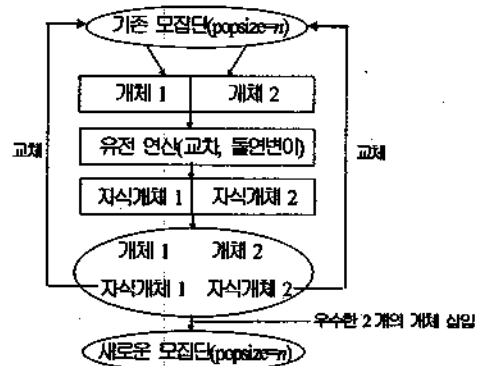 기존 모집단(popsize=n)
개체 1 개체 2
교체
유전 연산(교차, 돌연변이)
교체
자식개체 1 자식개체 2
개체 1 개체 2
자식개체 1 자식개체 2
우수한 2 개의 개체 삽입
새로운 모집단(popsize=n)